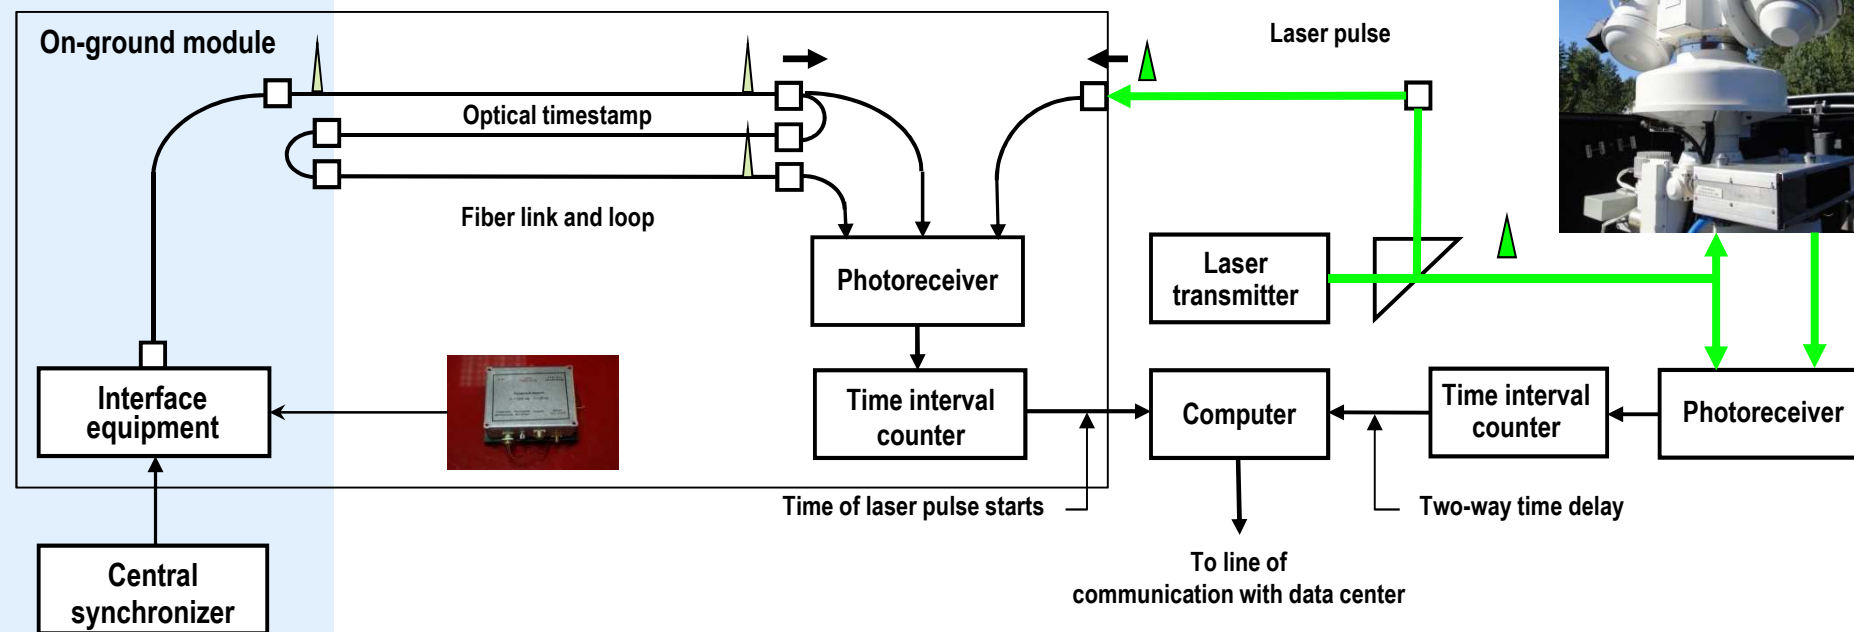 On-ground module
Laser pulse
Optical timestamp
Fiber link and loop
Photoreceiver
Laser
transmitter
Interface
equipment
Time interval
counter
Computer
Time interval
counter
Photoreceiver
Time of laser pulse starts
Two-way time delay
Central
synchronizer
To line of
communication with data center